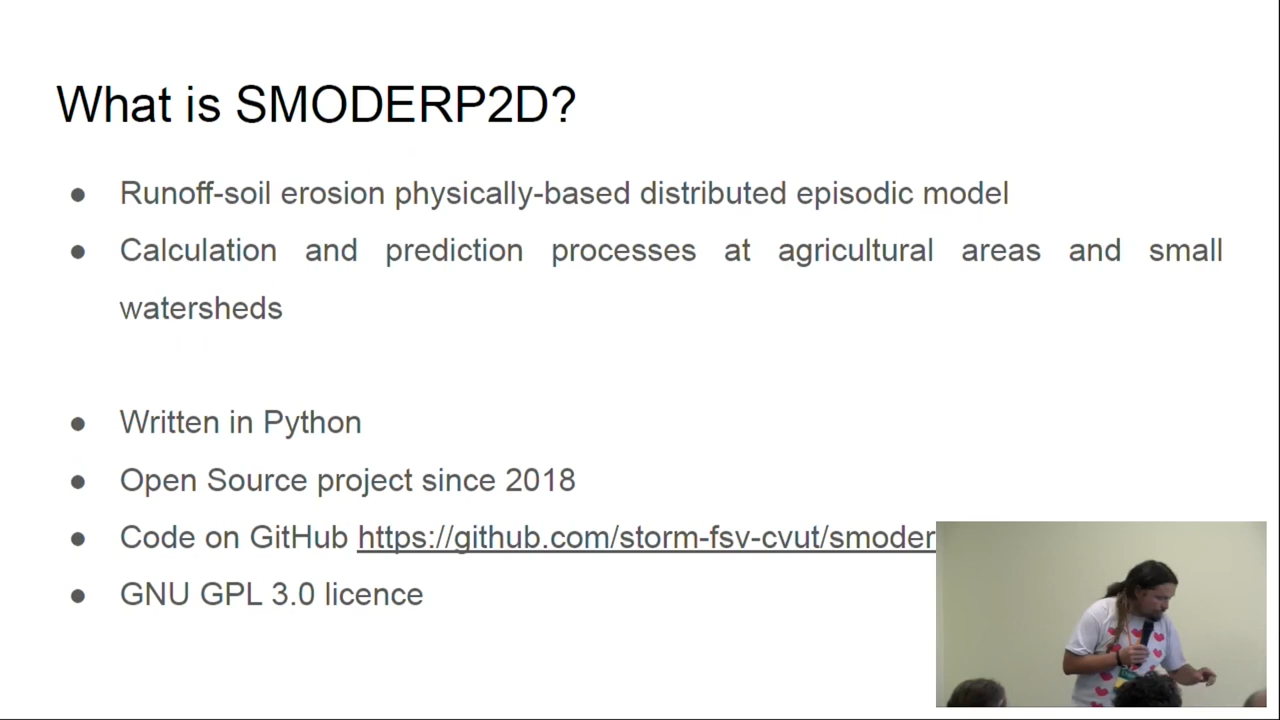 What is SMODERP2D?
● Runoff-soil erosion physically-based distributed episodic model
● Calculation and prediction processes at agricultural areas and small
watersheds
● Written in Python
● Open Source project since 2018
● Code on GitHub https://github.com/storm-fsv-cvut/smoder
● GNU GPL 3.0 licence